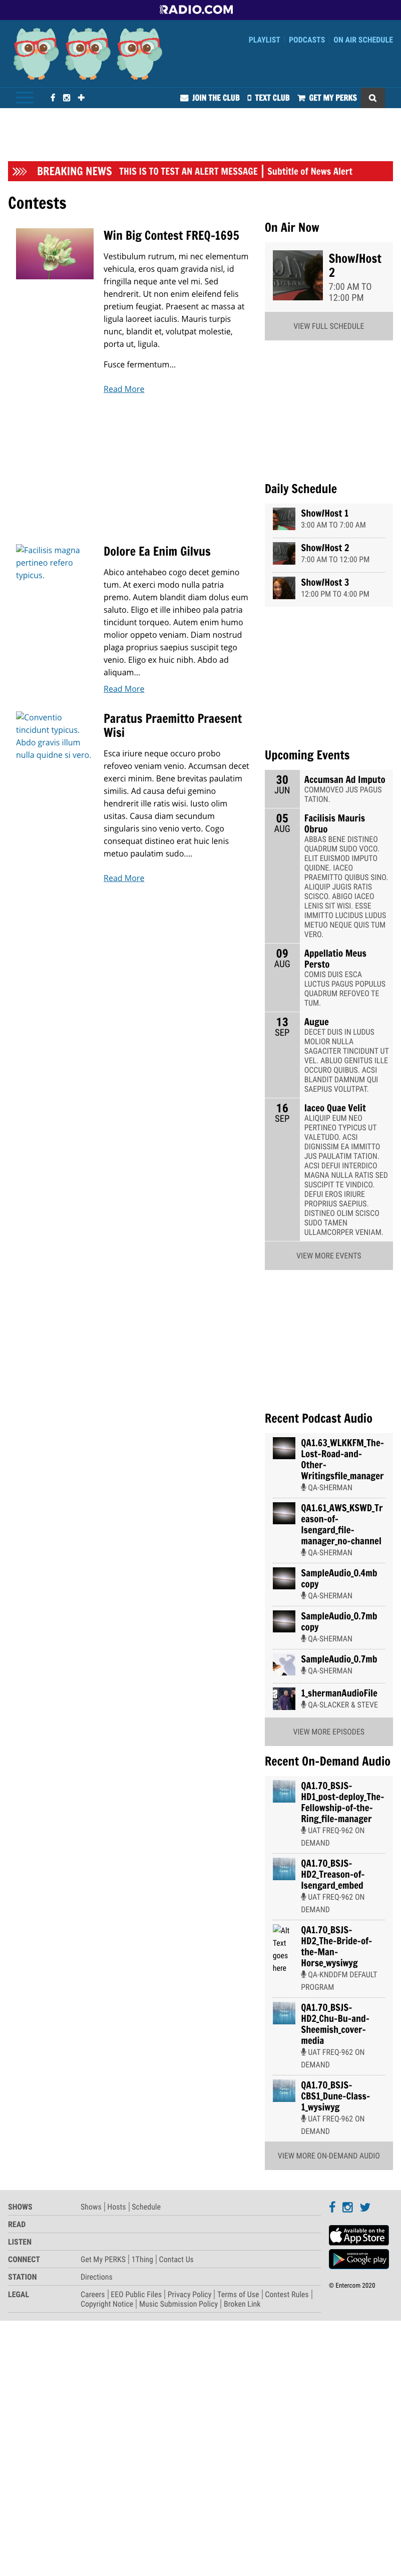 RADIO.COM
PLAYLIST PODCASTS ON AIR SCHEDULE
JOIN THE CLUB TEXT CLUB GET MY PERKS
BREAKING NEWS THIS IS TO TEST AN ALERT MESSAGE | Subtitle of News Alert
Contests
Win Big Contest FREQ-1695
Vestibulum rutrum, mi nec elementum
vehicula, eros quam gravida nisl, id
fringilla neque ante vel mi. Sed
hendrerit. Ut non enim eleifend felis
pretium feugiat. Praesent ac massa at
ligula laoreet iaculis. Mauris turpis
nunc, blandit et, volutpat molestie,
porta ut, ligula.
Fusce fermentum...
Read More
Facilisis magna
pertineo refero
typicus.
Dolore Ea Enim Gilvus
Abico antehabeo cogo decet gemino
tum. At exerci modo nulla patria
premo. Autem blandit diam dolus duis
saluto. Eligo et ille inhibeo pala patria
tincidunt torqueo. Autem enim humo
molior oppeto veniam. Diam nostrud
plaga proprius saepius suscipit tego
venio. Eligo ex huic nibh. Abdo ad
aliquam...
Read More
Conventio
tincidunt typicus.
Abdo gravis illum
nulla quidne si vero.
Paratus Praemitto Praesent
Wisi
Esca iriure neque occuro probo
refoveo veniam validus. Accumsan decet
exerci minim. Bene brevitas paulatim
similis. Ad causa defui gemino
hendrerit ille ratis wisi. Iusto olim
usitas. Causa diam secundum
singularis sino venio verto. Cogo
consequat distineo erat huic lenis
metuo paulatim sudo....
Read More
On Air Now
Show/Host
2
7:00 AM TO
12:00 PM
VIEW FULL SCHEDULE
Daily Schedule
Show/Host 1
3:00 AM TO 7:00 AM
Show/Host 2
7:00 AM TO 12:00 PM
Show/Host 3
12:00 PM TO 4:00 PM
Upcoming Events
30
JUN
Accumsan Ad Imputo
COMMOVEO JUS PAGUS
TATION.
05
AUG
Facilisis Mauris
Obruo
ABBAS BENE DISTINEO
QUADRUM SUDO VOCO.
ELIT EUISMOD IMPUTO
QUIDNE. IACEO
PRAEMITTO QUIBUS SINO.
ALIQUIP JUGIS RATIS
SCISCO. ABIGO IACEO
LENIS SIT WISI. ESSE
IMMITTO LUCIDUS LUDUS
METUO NEQUE QUIS TUM
VERO.
09
AUG
Appellatio Meus
Persto
COMIS DUIS ESCA
LUCTUS PAGUS POPULUS
QUADRUM REFOVEO TE
TUM.
13
SEP
Augue
DECET DUIS IN LUDUS
MOLIOR NULLA
SAGACITER TINCIDUNT UT
VEL. ABLUO GENITUS ILLE
OCCURO QUIBUS. ACSI
BLANDIT DAMNUM QUI
SAEPIUS VOLUTPAT.
16
SEP
Iaceo Quae Velit
ALIQUIP EUM NEO
PERTINEO TYPICUS UT
VALETUDO. ACSI
DIGNISSIM EA IMMITTO
JUS PAULATIM TATION.
ACSI DEFUI INTERDICO
MAGNA NULLA RATIS SED
SUSCIPIT TE VINDICO.
DEFUI EROS IRIURE
PROPRIUS SAEPIUS.
DISTINEO OLIM SCISCO
SUDO TAMEN
ULLAMCORPER VENIAM.
VIEW MORE EVENTS
Recent Podcast Audio
QA1.63_WLKKFM_The-
Lost-Road-and-
Other-
Writingsfile_manager
QA-SHERMAN
QA1.61_AWS_KSWD_Tr
eason-of-
Isengard_file-
manager_no-channel
QA-SHERMAN
SampleAudio_0.4mb
copy
QA-SHERMAN
SampleAudio_0.7mb
copy
QA-SHERMAN
SampleAudio_0.7mb
QA-SHERMAN
1_shermanAudioFile
QA-SLACKER & STEVE
VIEW MORE EPISODES
Recent On-Demand Audio
QA1.70_BSJS-
HD1_post-deploy_The-
Fellowship-of-the-
Ring_file-manager
UAT FREQ-962 ON
DEMAND
QA1.70_BSJS-
HD2_Treason-of-
Isengard_embed
UAT FREQ-962 ON
DEMAND
Alt
Text
goes
here
QA1.70_BSJS-
HD2_The-Bride-of-
the-Man-
Horse_wysiwyg
QA-KNDDFM DEFAULT
PROGRAM
QA1.70_BSJS-
HD2_Chu-Bu-and-
Sheemish_cover-
media
UAT FREQ-962 ON
DEMAND
QA1.70_BSJS-
CBS1_Dune-Class-
1_wysiwyg
UAT FREQ-962 ON
DEMAND
VIEW MORE ON-DEMAND AUDIO
SHOWS Shows | Hosts | Schedule
READ
LISTEN
CONNECT Get My PERKS | 1Thing | Contact Us
STATION Directions
LEGAL Careers | EEO Public Files | Privacy Policy | Terms of Use | Contest Rules |
Copyright Notice | Music Submission Policy | Broken Link
Available on the
App Store
Google play
© Entercom 2020